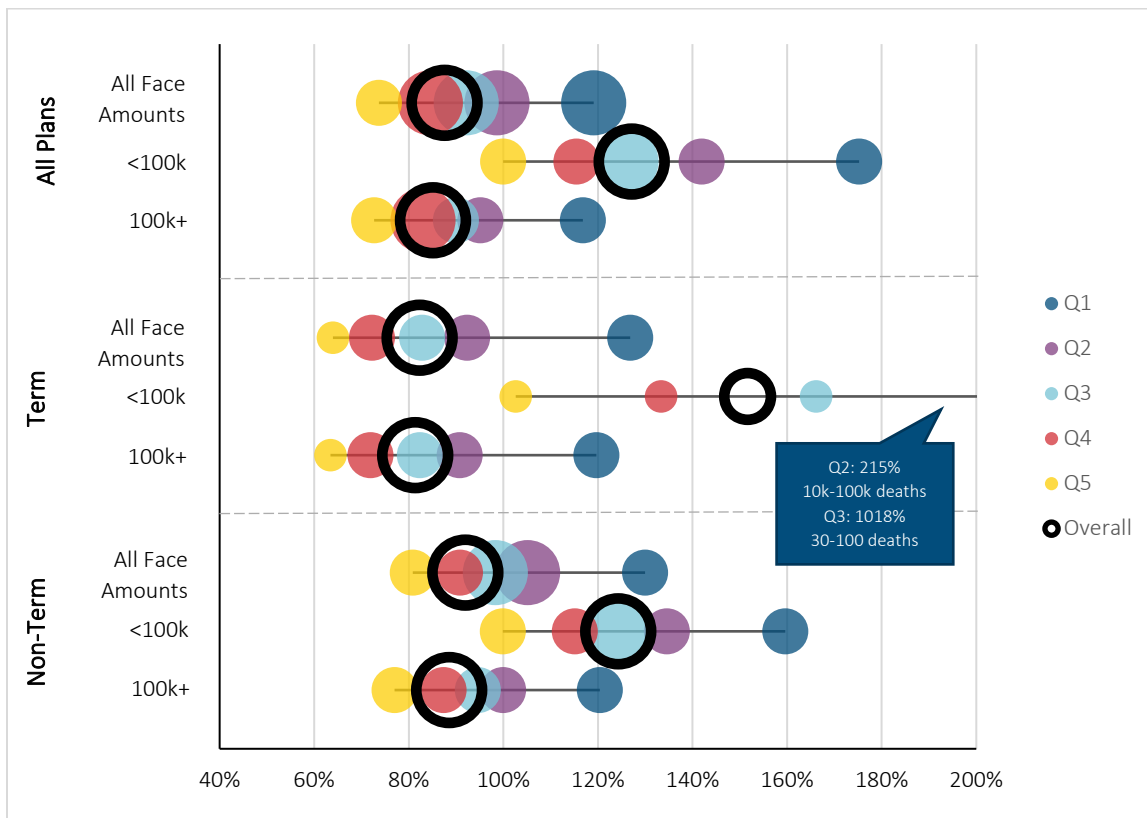 All Plans
All Face
Amounts
<100k
100k+
Term
All Face
Amounts
<100k
100k+
Non-Term
All Face
Amounts
<100k
100k+
Q2: 215%
10k-100k deaths
Q3: 1018%
30-100 deaths
Q1
Q2
Q3
Q4
Q5
Overall
40%
60%
80%
100%
120%
140%
160%
180%
200%